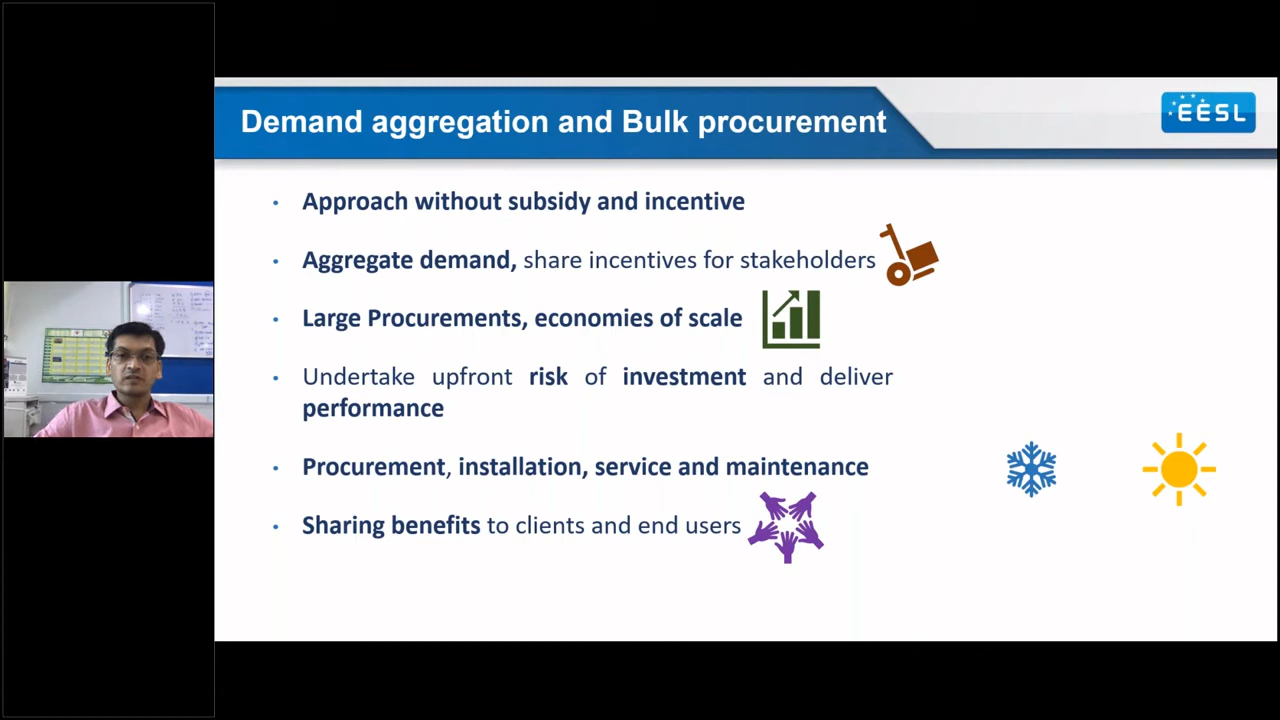 Demand aggregation and Bulk procurement
EESL
• Approach without subsidy and incentive
• Aggregate demand, share incentives for stakeholders
• Large Procurements, economies of scale
• Undertake upfront risk of investment and deliver
performance
• Procurement, installation, service and maintenance
• Sharing benefits to clients and end users